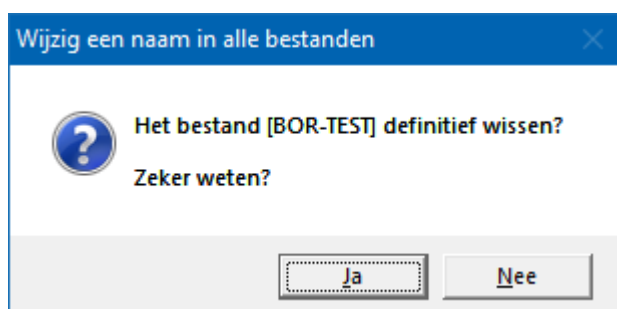 Wijzig een naam in alle bestanden
Het bestand [BOR-TEST] definitief wissen?
Zeker weten?
Ja
Nee